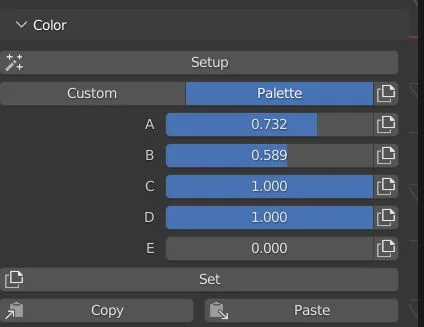 Color
Setup
Custom Palette
A 0.732
B 0.589
C 1.000
D 1.000
E 0.000
Set
Copy Paste